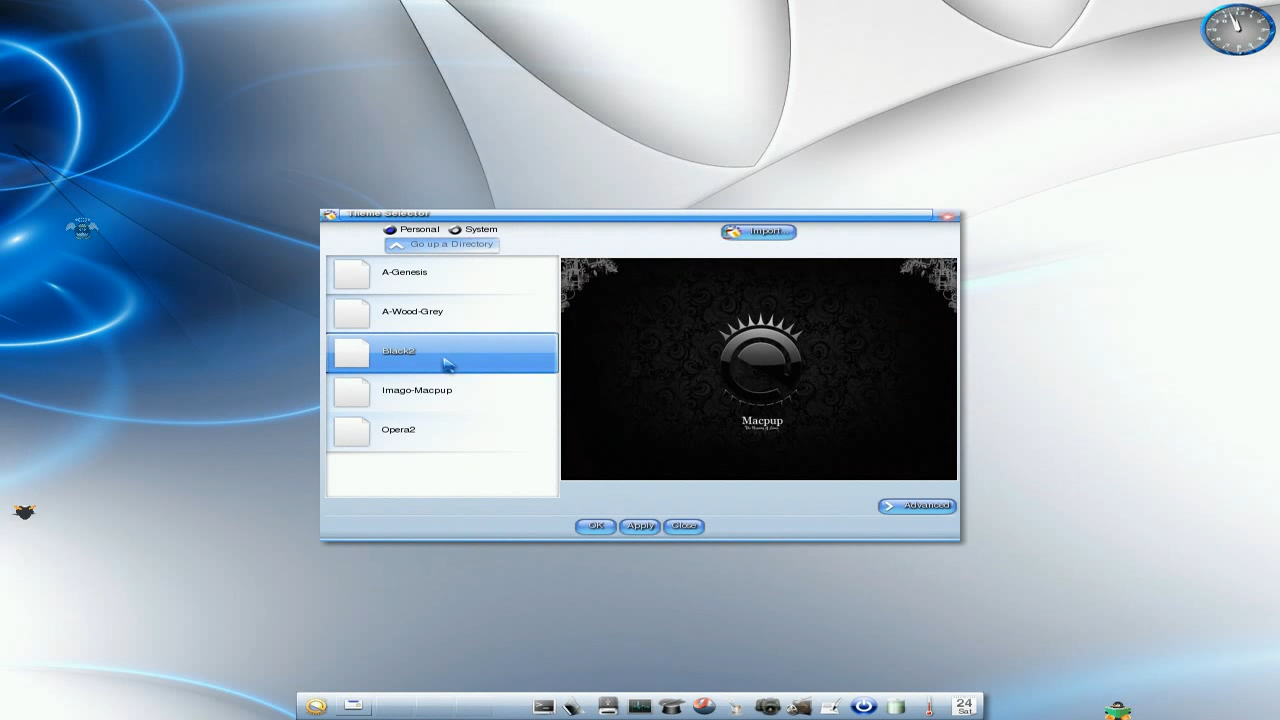 Theme Selector
Personal System
Go up a Directory
Import...
A-Genesis
A-Wood-Grey
Black2
Imago-Macpup
Opera2
Macpup
Advanced
OK Apply Close
24
Sat